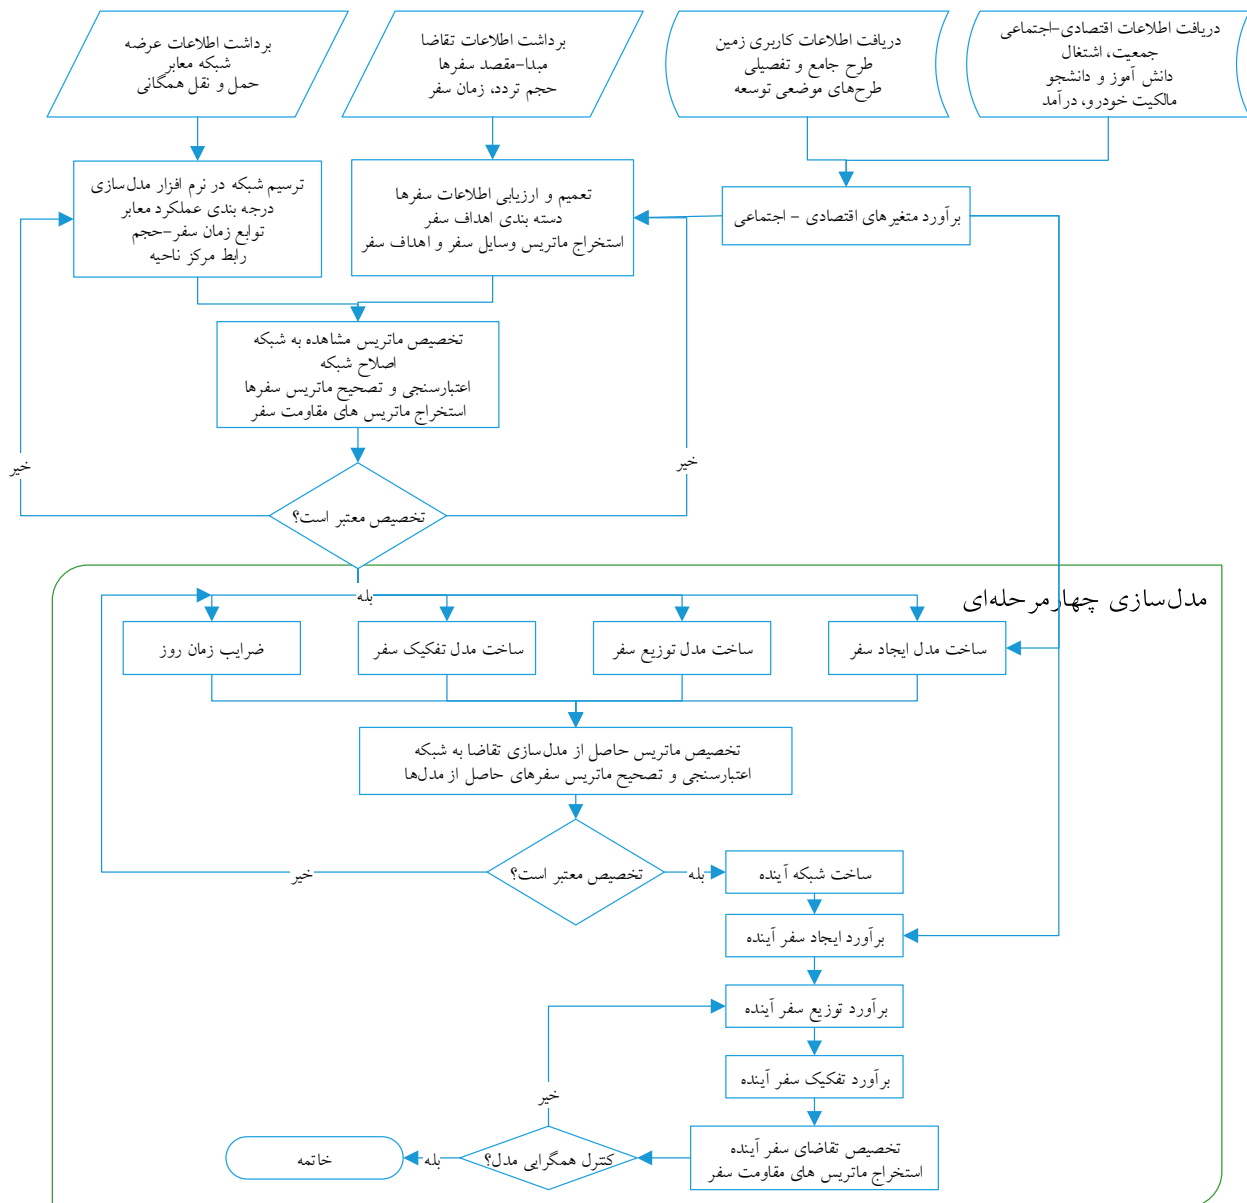 دریافت اطلاعات اقتصادی-اجتماعی
جمعیت، اشتغال
دانش آموز و دانشجو
مالکیت خودرو، درآمد
دریافت اطلاعات کاربری زمین
طرح جامع و تفصیلی
طرح‌های موضعی توسعه
برداشت اطلاعات تقاضا
مبدا-مقصد سفرها
حجم تردد، زمان سفر
برداشت اطلاعات عرضه
شبکه معابر
حمل و نقل همگانی
برآورد متغیرهای اقتصادی - اجتماعی
تعمیم و ارزیابی اطلاعات سفرها
دسته بندی اهداف سفر
استخراج ماتریس وسایل سفر و اهداف سفر
ترسیم شبکه در نرم افزار مدل‌سازی
درجه بندی عملکرد معابر
توابع زمان سفر-حجم
رابط مرکز ناحیه
تخصیص ماتریس مشاهده به شبکه
اصلاح شبکه
اعتبارسنجی و تصحیح ماتریس سفرها
استخراج ماتریس های مقاومت سفر
خیر
خیر
تخصیص معتبر است؟
بله
مدل‌سازی چهارمرحله‌ای
ساخت مدل ایجاد سفر
ساخت مدل توزیع سفر
ساخت مدل تفکیک سفر
ضرایب زمان روز
تخصیص ماتریس حاصل از مدل‌سازی تقاضا به شبکه
اعتبارسنجی و تصحیح ماتریس سفرهای حاصل از مدل‌ها
تخصیص معتبر است؟
خیر
بله
ساخت شبکه آینده
برآورد ایجاد سفر آینده
برآورد توزیع سفر آینده
برآورد تفکیک سفر آینده
خیر
تخصیص تقاضای سفر آینده
استخراج ماتریس های مقاومت سفر
کنترل همگرایی مدل؟
بله
خاتمه